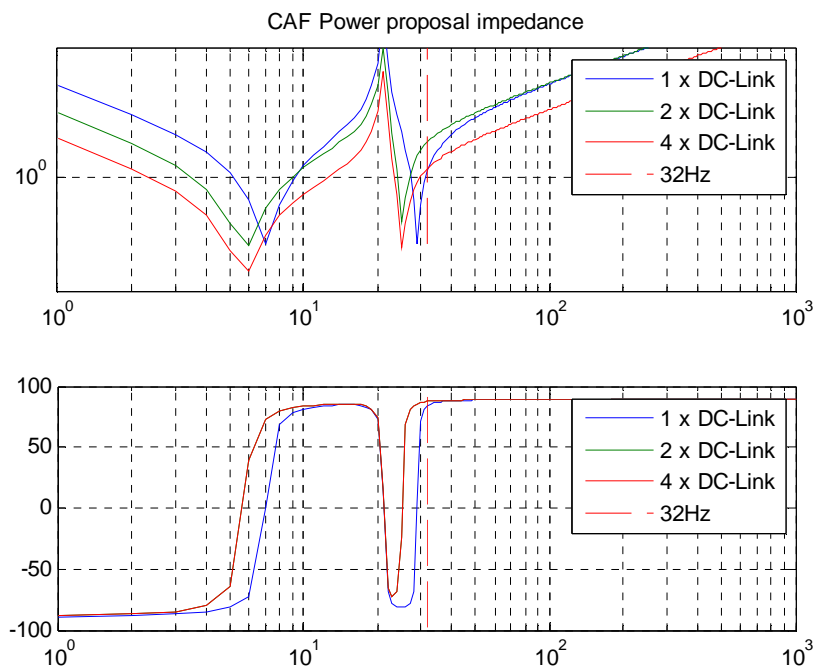 CAF Power proposal impedance
10^0
1 x DC-Link
2 x DC-Link
4 x DC-Link
32Hz
10^0 10^1 10^2 10^3
100
50
0
-50
-100
1 x DC-Link
2 x DC-Link
4 x DC-Link
32Hz
10^0 10^1 10^2 10^3